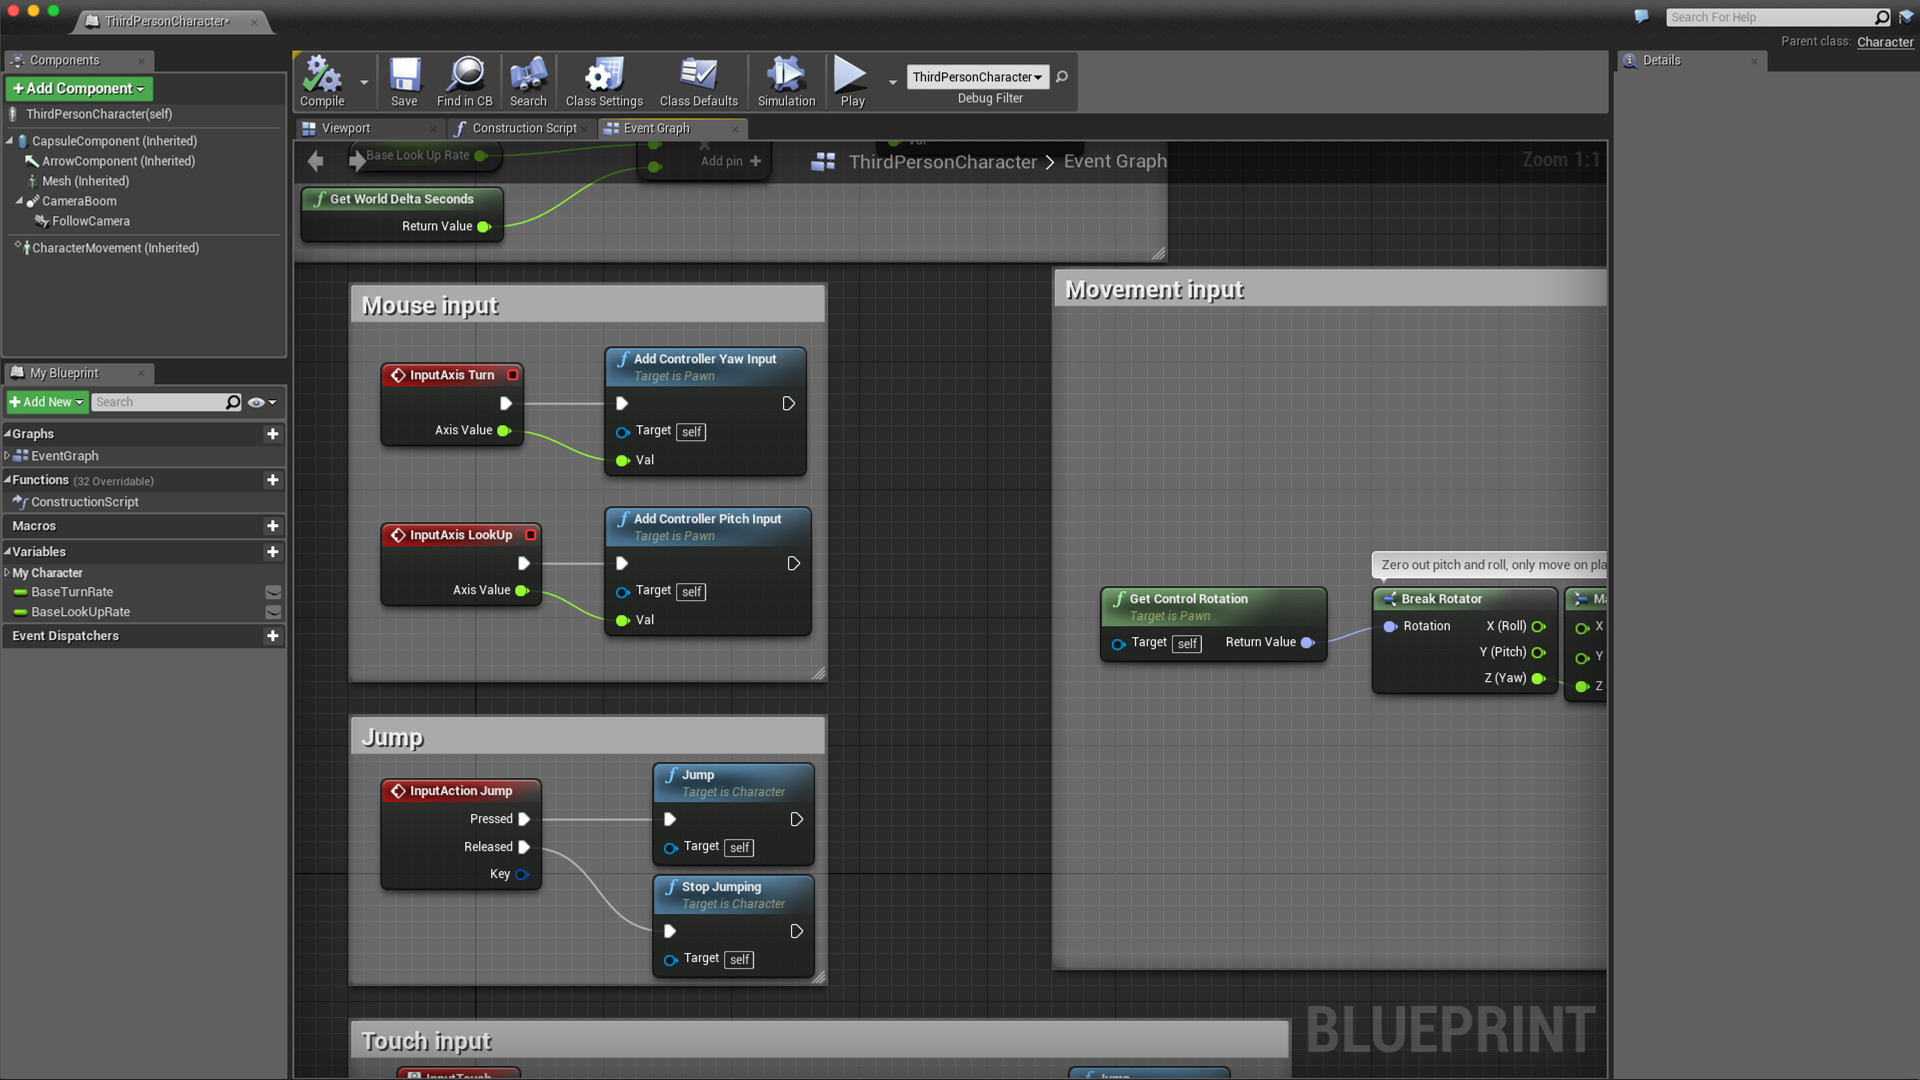 ThirdPersonCharacter*
Search For Help
Parent class: Character
Components
+Add Component
ThirdPersonCharacter(self)
CapsuleComponent (Inherited)
ArrowComponent (Inherited)
Mesh (Inherited)
CameraBoom
FollowCamera
CharacterMovement (Inherited)
My Blueprint
+Add New
Search
Graphs
EventGraph
Functions (32 Overridable)
ConstructionScript
Macros
Variables
My Character
BaseTurnRate
BaseLookUpRate
Event Dispatchers
Compile
Save
Find in CB
Search
Class Settings
Class Defaults
Simulation
Play
ThirdPersonCharacter
Debug Filter
Viewport
Construction Script
Event Graph
Base Look Up Rate
Add pin +
ThirdPersonCharacter > Event Graph
Zoom 1:1
Get World Delta Seconds
Return Value
Mouse input
InputAxis Turn
Axis Value
Add Controller Yaw Input
Target is Pawn
Target self
Val
InputAxis LookUp
Axis Value
Add Controller Pitch Input
Target is Pawn
Target self
Val
Jump
InputAction Jump
Pressed
Released
Key
Jump
Target is Character
Target self
Stop Jumping
Target is Character
Target self
Movement input
Get Control Rotation
Target is Pawn
Target self
Return Value
Zero out pitch and roll, only move on pla
Break Rotator
Rotation
X (Roll)
Y (Pitch)
Z (Yaw)
X
Y
Z
Touch input
InputTouch
Jump
BLUEPRINT
Details